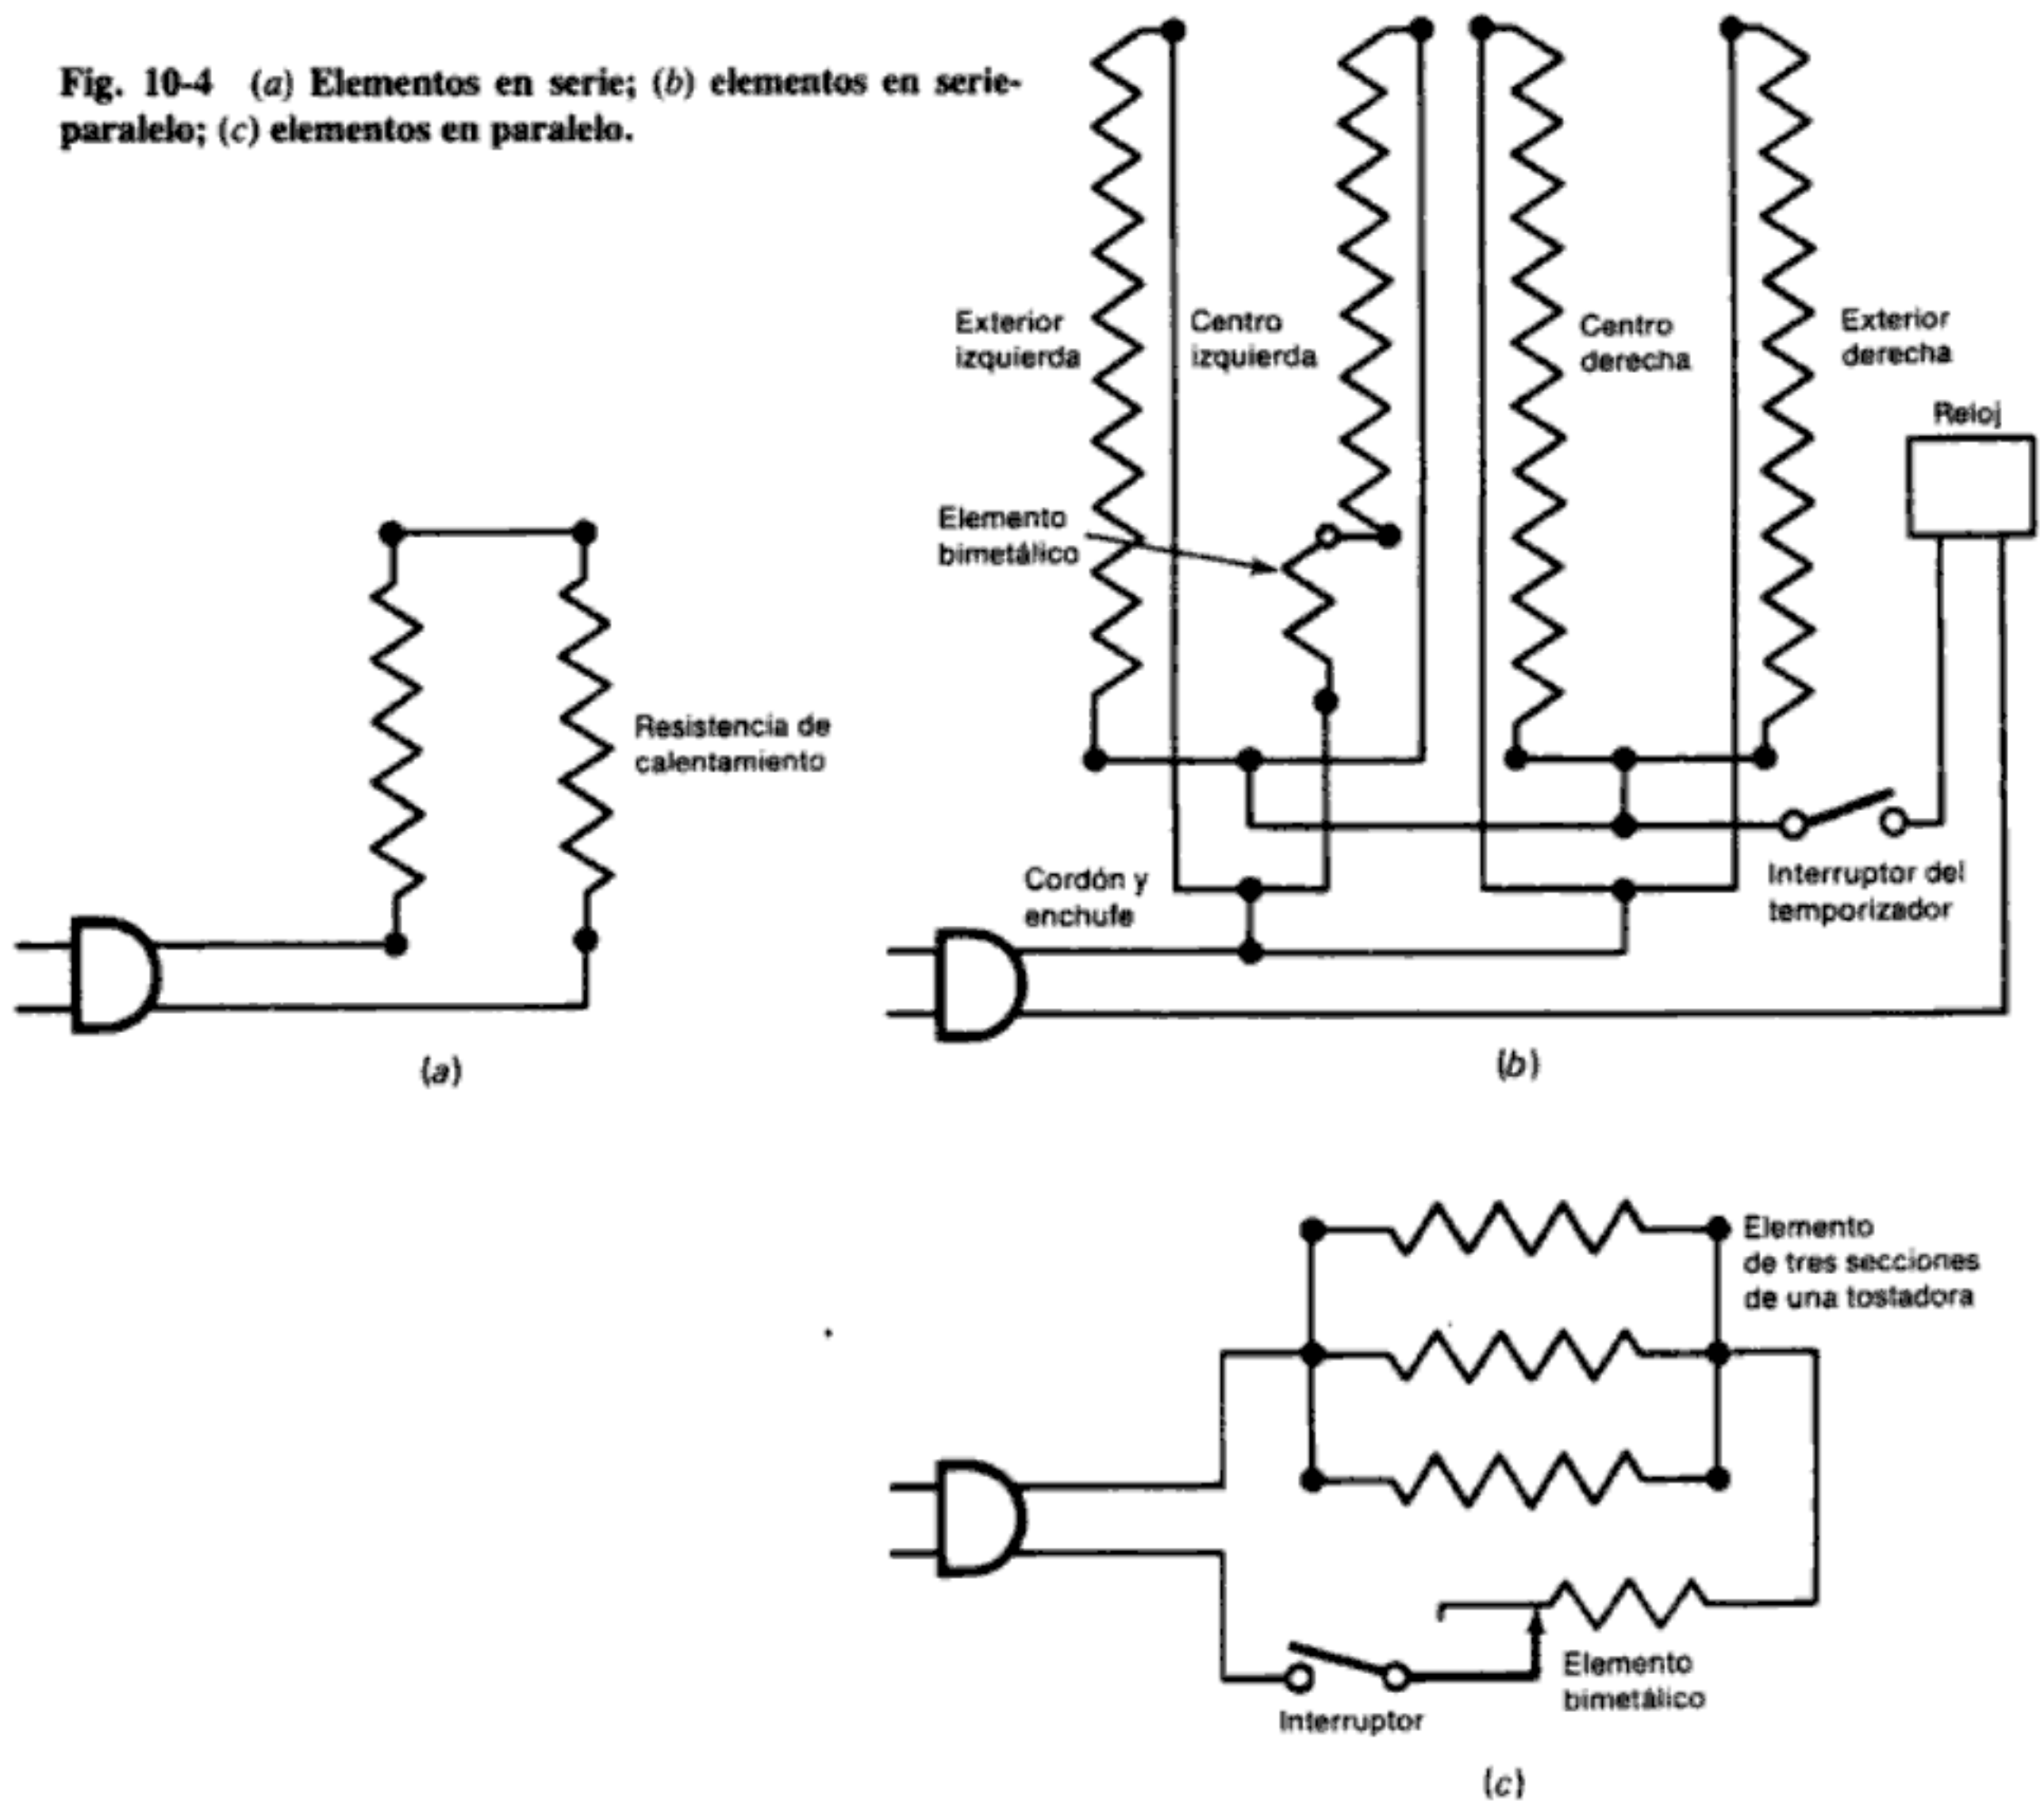 Fig. 10-4 (a) Elementos en serie; (b) elementos en serie-
paralelo; (c) elementos en paralelo.
Exterior
izquierda
Centro
izquierda
Centro
derecha
Exterior
derecha
Reloj
Elemento
bimetálico
Resistencia de
calentamiento
Cordón y
enchufe
Interruptor del
temporizador
(a)
(b)
Elemento
de tres secciones
de una tostadora
Elemento
bimetálico
Interruptor
(c)